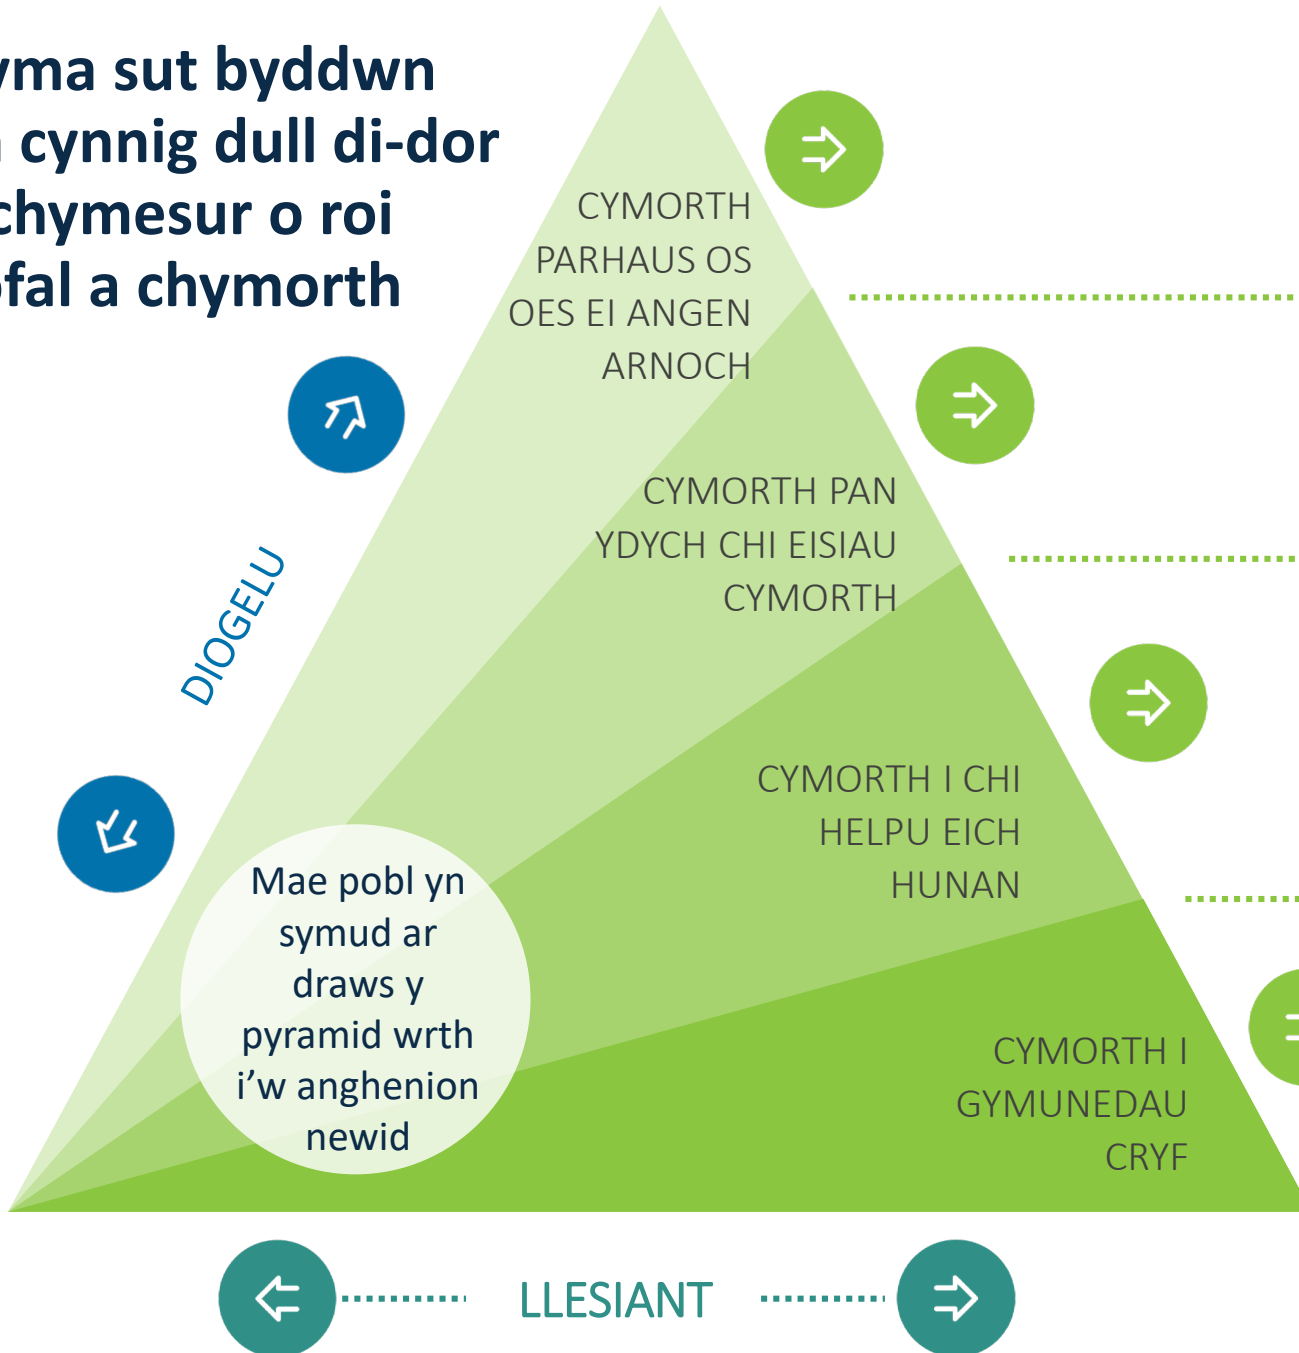 yma sut byddwn
cynnig dull di-dor
chymesur o roi
ofal a chymorth
CYMORTH
PARHAUS OS
OES EI ANGEN
ARNOCH
CYMORTH PAN
YDYCH CHI EISIAU
CYMORTH
DIOGELU
CYMORTH I CHI
HELPU EICH
HUNAN
Mae pobl yn
symud ar
draws y
pyramid wrth
i’w anghenion
newid
CYMORTH I
GYMUNEDAU
CRYF
LLESIANT